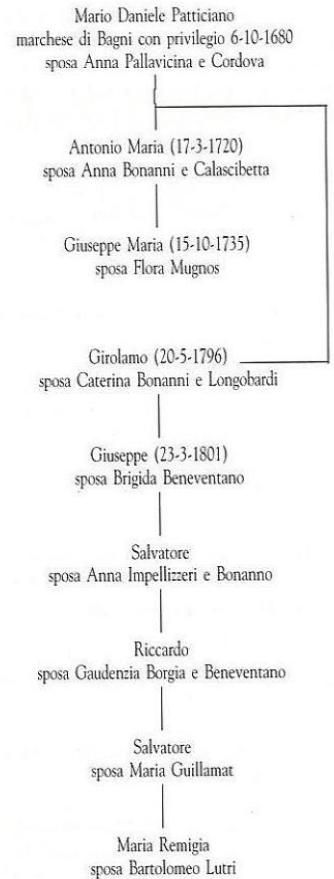 Mario Daniele Patticiano
marchese di Bagni con privilegio 6-10-1680
sposa Anna Pallavicina e Cordova
Antonio Maria (17-3-1720)
sposa Anna Bonanni e Calascibetta
Giuseppe Maria (15-10-1735)
sposa Flora Mugnos
Girolamo (20-5-1796)
sposa Caterina Bonanni e Longobardi
Giuseppe (23-3-1801)
sposa Brigida Beneventano
Salvatore
sposa Anna Impellizzeri e Bonanno
Riccardo
sposa Gaudenzia Borgia e Beneventano
Salvatore
sposa Maria Guillamat
Maria Remigia
sposa Bartolomeo Lutri